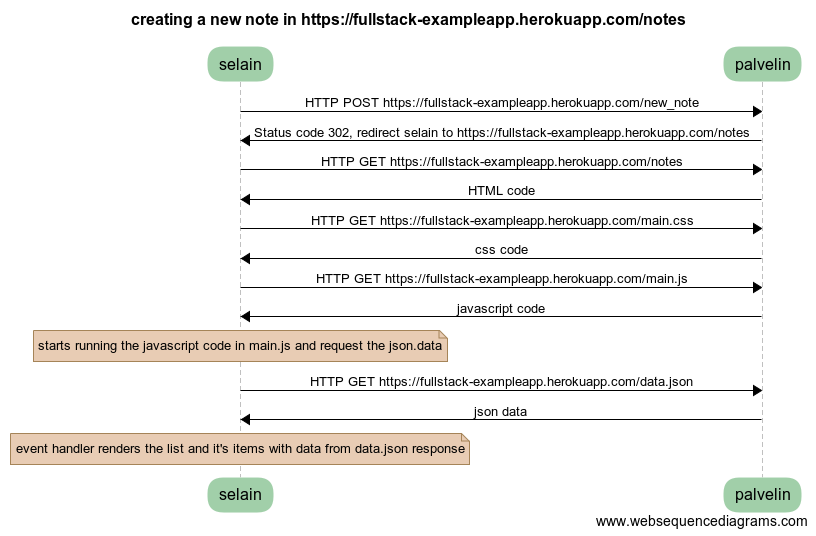 creating a new note in https://fullstack-exampleapp.herokuapp.com/notes
selain palvelin
HTTP POST https://fullstack-exampleapp.herokuapp.com/new_note
Status code 302, redirect selain to https://fullstack-exampleapp.herokuapp.com/notes
HTTP GET https://fullstack-exampleapp.herokuapp.com/notes
HTML code
HTTP GET https://fullstack-exampleapp.herokuapp.com/main.css
css code
HTTP GET https://fullstack-exampleapp.herokuapp.com/main.js
javascript code
starts running the javascript code in main.js and request the json.data
HTTP GET https://fullstack-exampleapp.herokuapp.com/data.json
json data
event handler renders the list and it's items with data from data.json response
selain palvelin
www.websequencediagrams.com